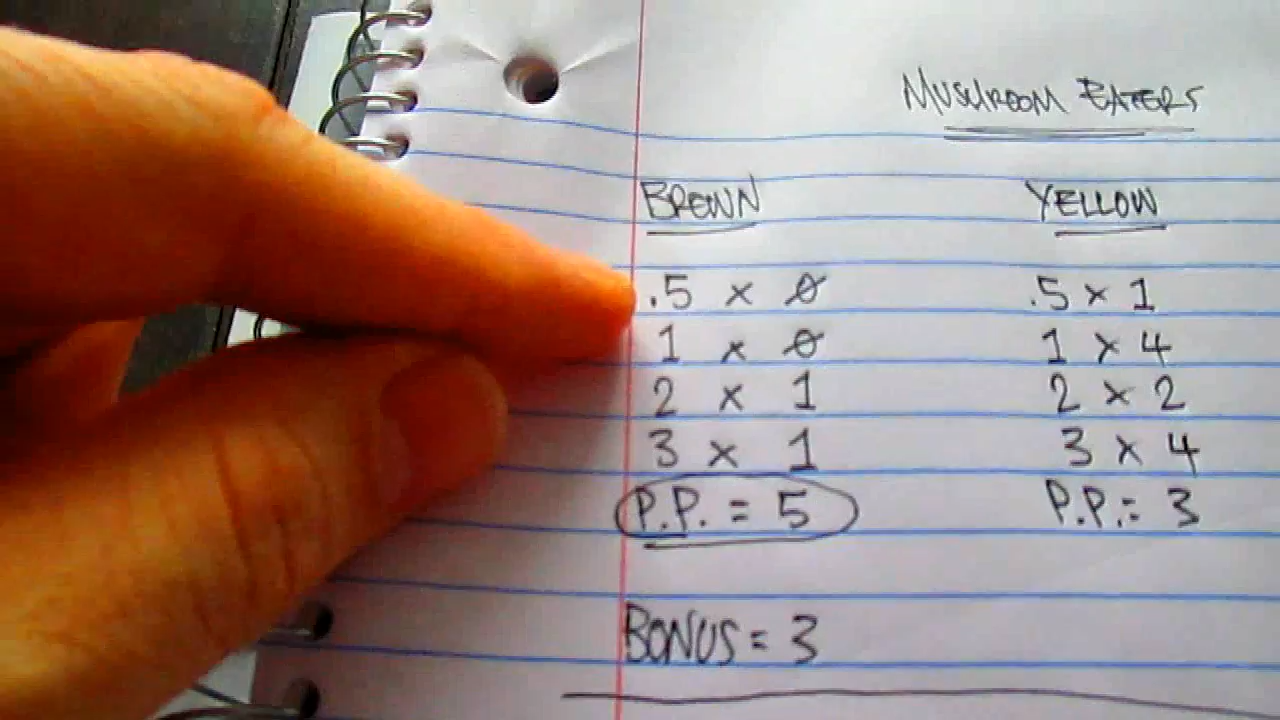 MUSHROOM EATERS
BROWN YELLOW
.5 x 0 .5 x 1
1 x 0 1 x 4
2 x 1 2 x 2
3 x 1 3 x 4
P.P. = 5 P.P. = 3
BONUS = 3